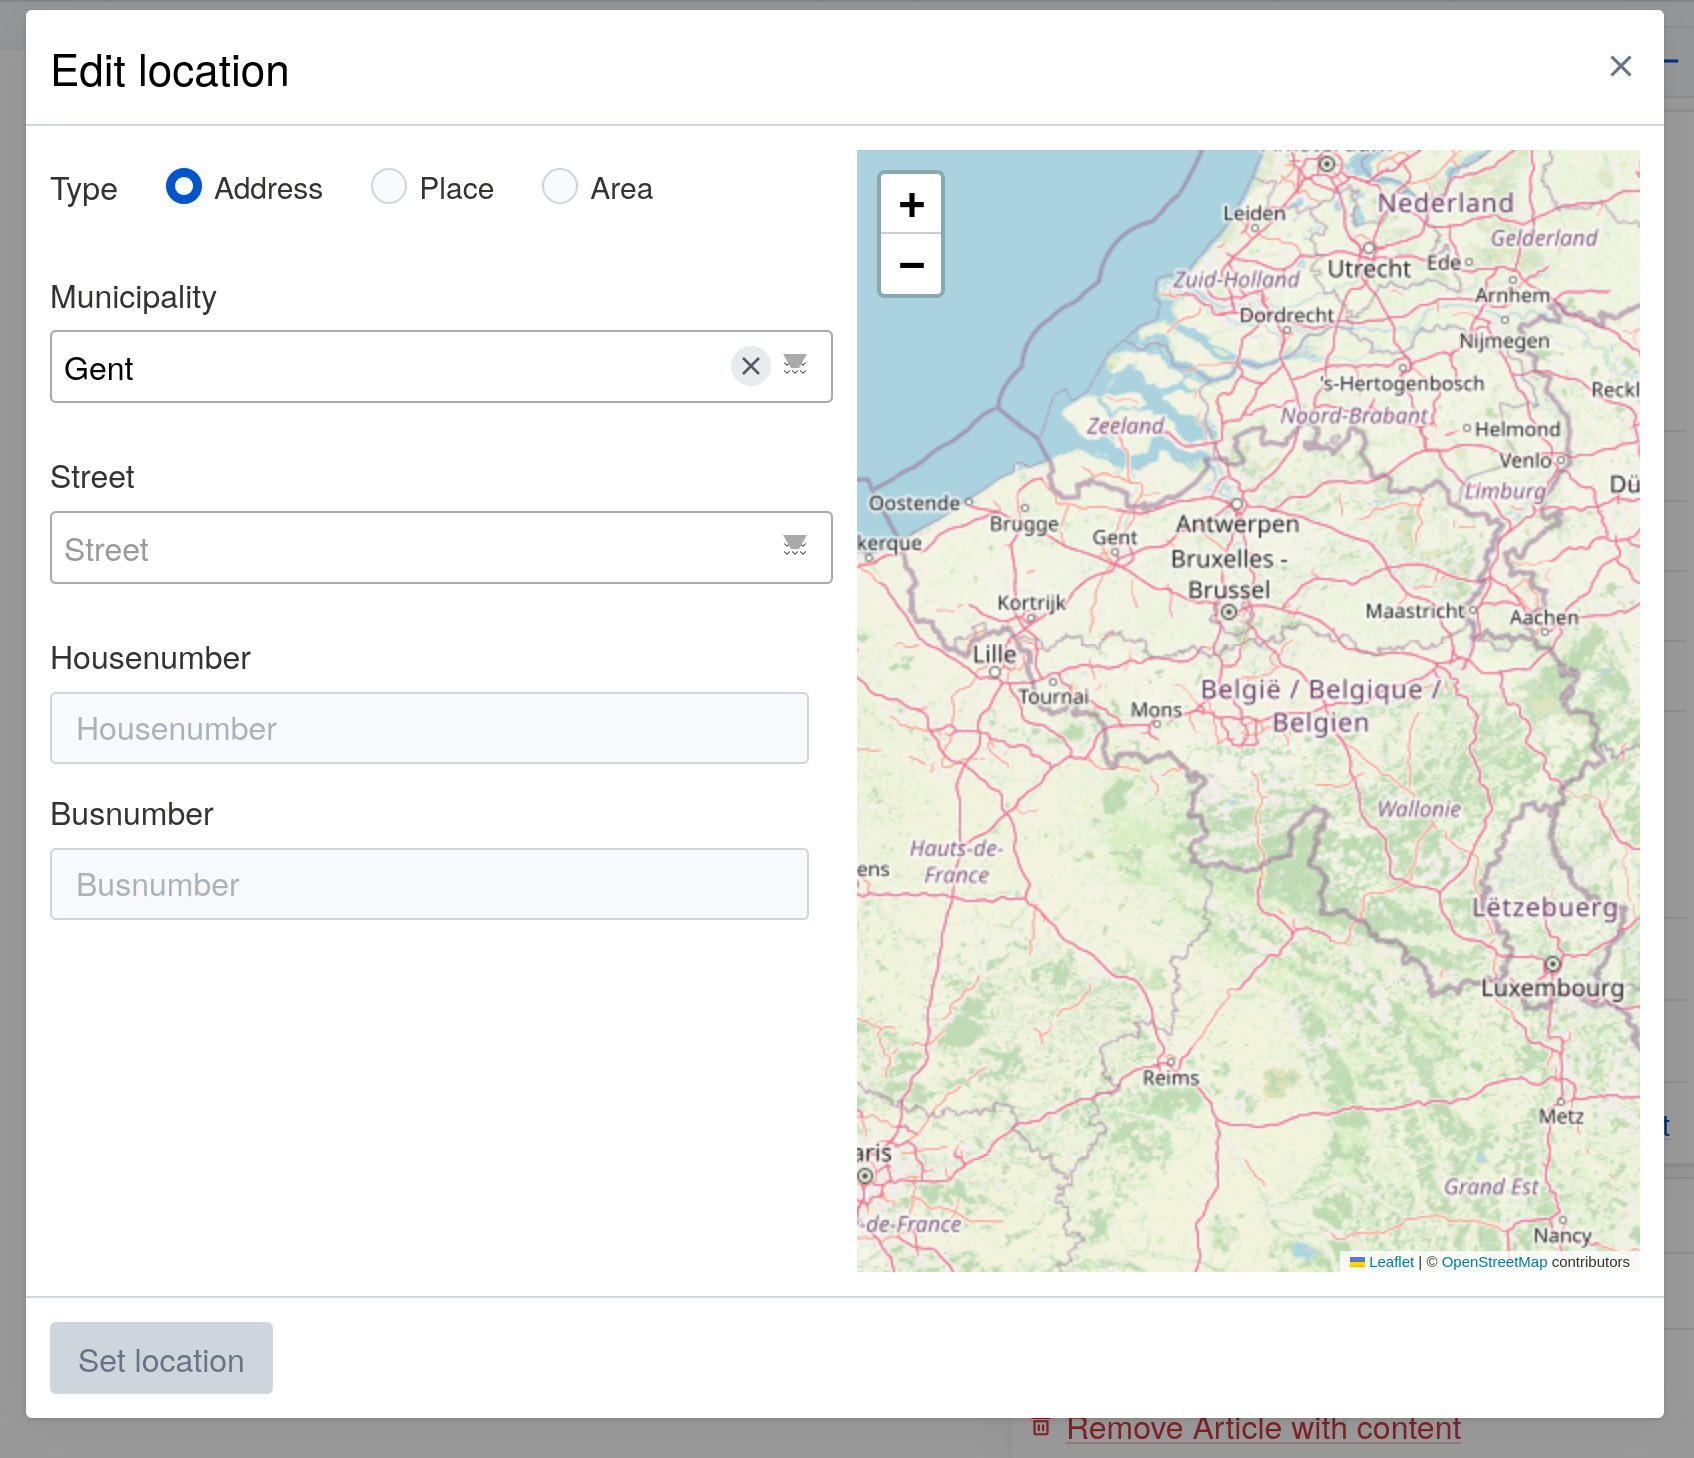 Edit location
Type
Address
Place
Area
Municipality
Gent
Street
Street
Housenumber
Housenumber
Busnumber
Busnumber
+
−
Leiden
Nederland
Gelderland
Zuid-Holland
Utrecht
Ede
Arnhem
Dordrecht
Nijmegen
's-Hertogenbosch
Reckl
Zeeland
Noord-Brabant
Helmond
Venlo
Limburg
Dü
Oostende
Brugge
Antwerpen
kerque
Gent
Bruxelles -
Brussel
Kortrijk
Maastricht
Aachen
Lille
Tournai
Mons
België / Belgique /
Belgien
Wallonie
Hauts-de-
France
ens
Lëtzebuerg
Luxembourg
Reims
Metz
aris
Grand Est
-de-France
Nancy
Leaflet | © OpenStreetMap contributors
Set location
t
Remove Article with content